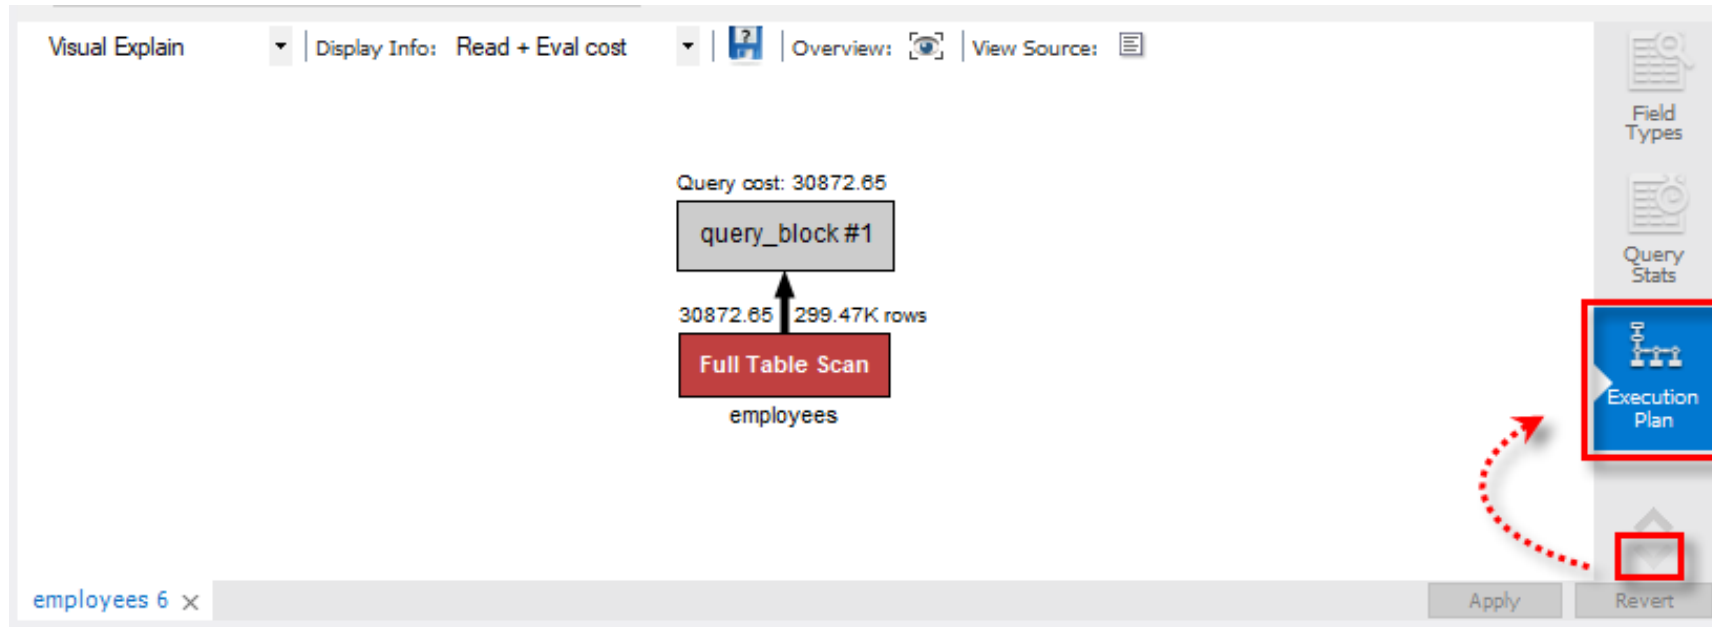 Visual Explain Display Info: Read + Eval cost Overview: View Source:
Field
Types
Query cost: 30872.65
query_block #1
Query
Stats
30872.65 299.47K rows
Full Table Scan
employees
Execution
Plan
employees 6
Apply
Revert